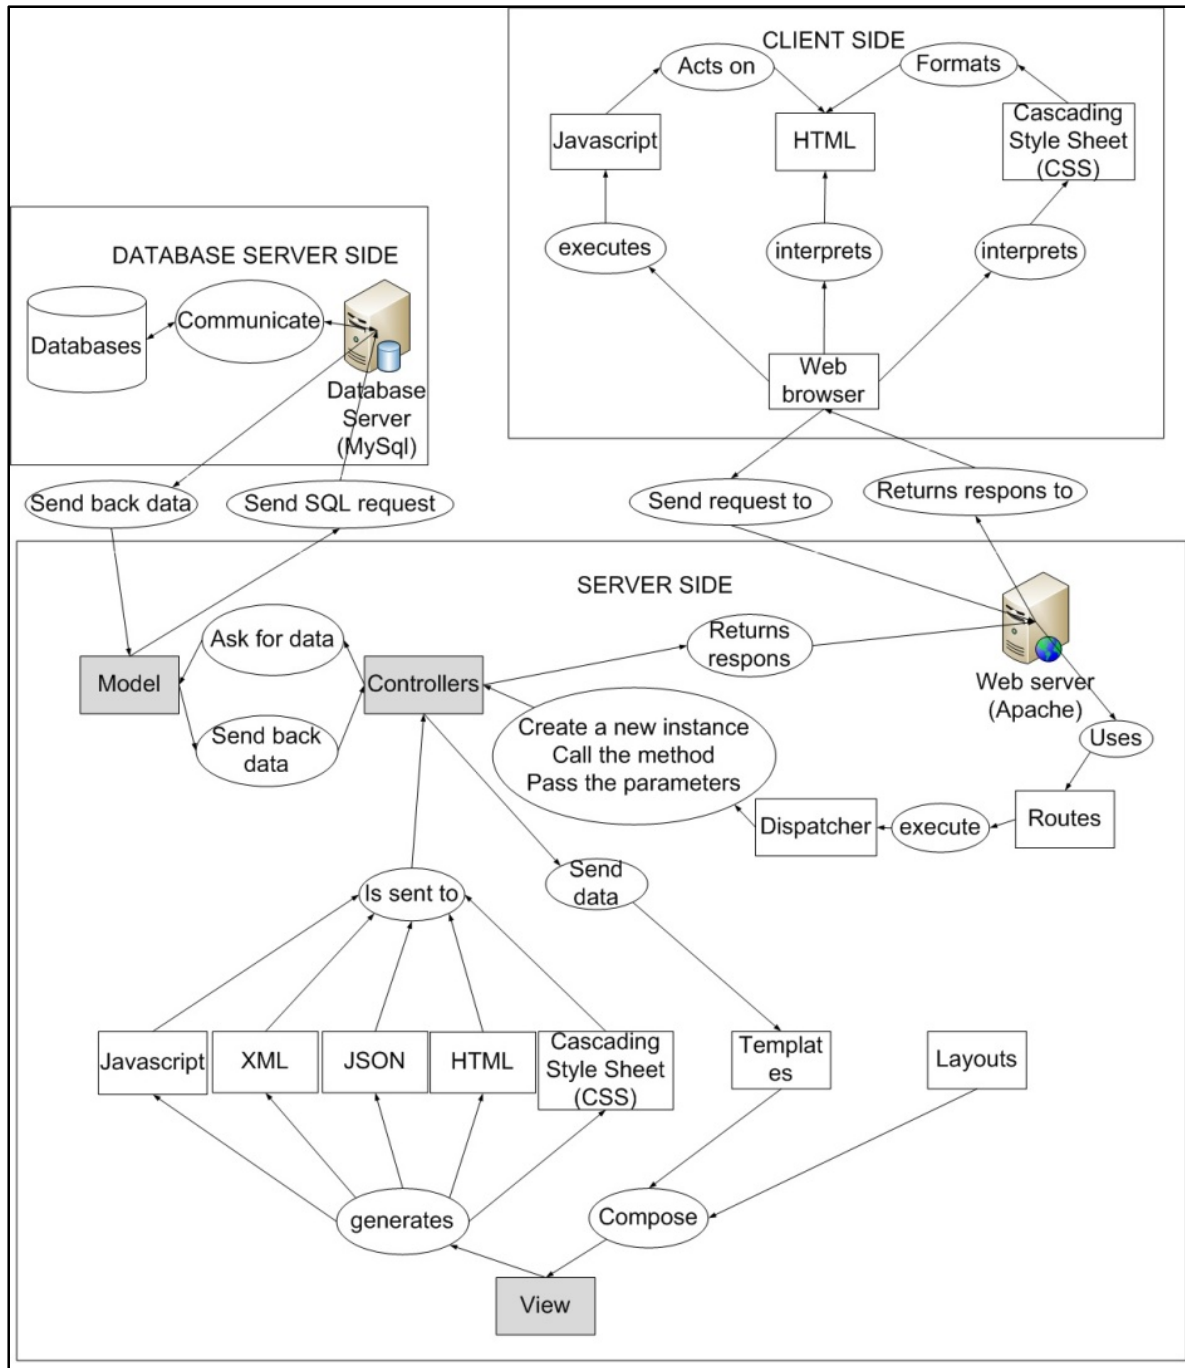 CLIENT SIDE
Acts on
Formats
Javascript
HTML
Cascading
Style Sheet
(CSS)
executes
interprets
interprets
Web
browser
DATABASE SERVER SIDE
Databases
Communicate
Database
Server
(MySql)
Send back data
Send SQL request
Send request to
Returns respons to
SERVER SIDE
Ask for data
Model
Controllers
Send back
data
Returns
respons
Web server
(Apache)
Create a new instance
Call the method
Pass the parameters
Uses
Dispatcher
execute
Routes
Is sent to
Send
data
Javascript
XML
JSON
HTML
Cascading
Style Sheet
(CSS)
Templat
es
Layouts
generates
Compose
View